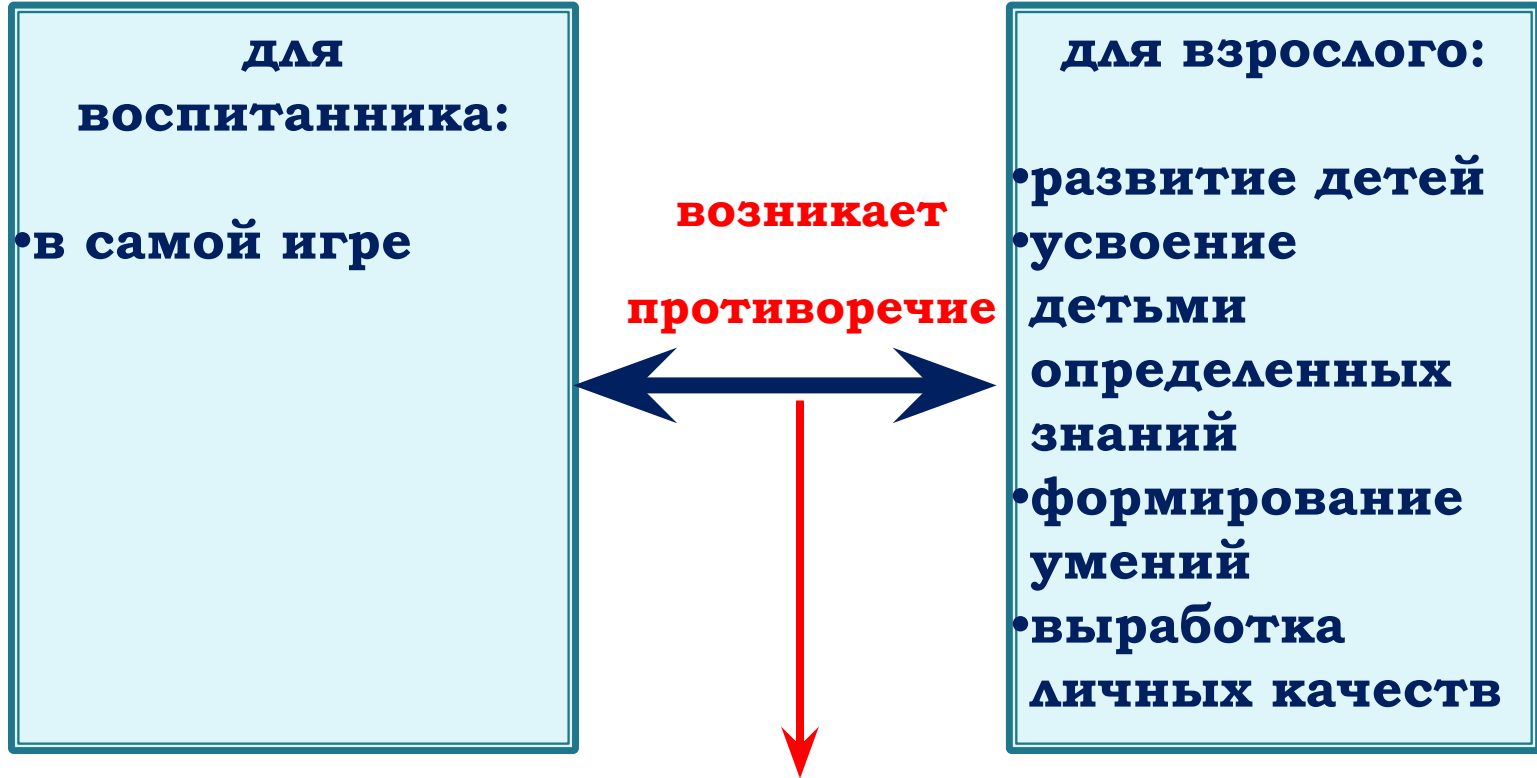 для
воспитанника:
•в самой игре
возникает
противоречие
для взрослого:
•развитие детей
•усвоение
детьми
определенных
знаний
•формирование
умений
•выработка
личных качеств